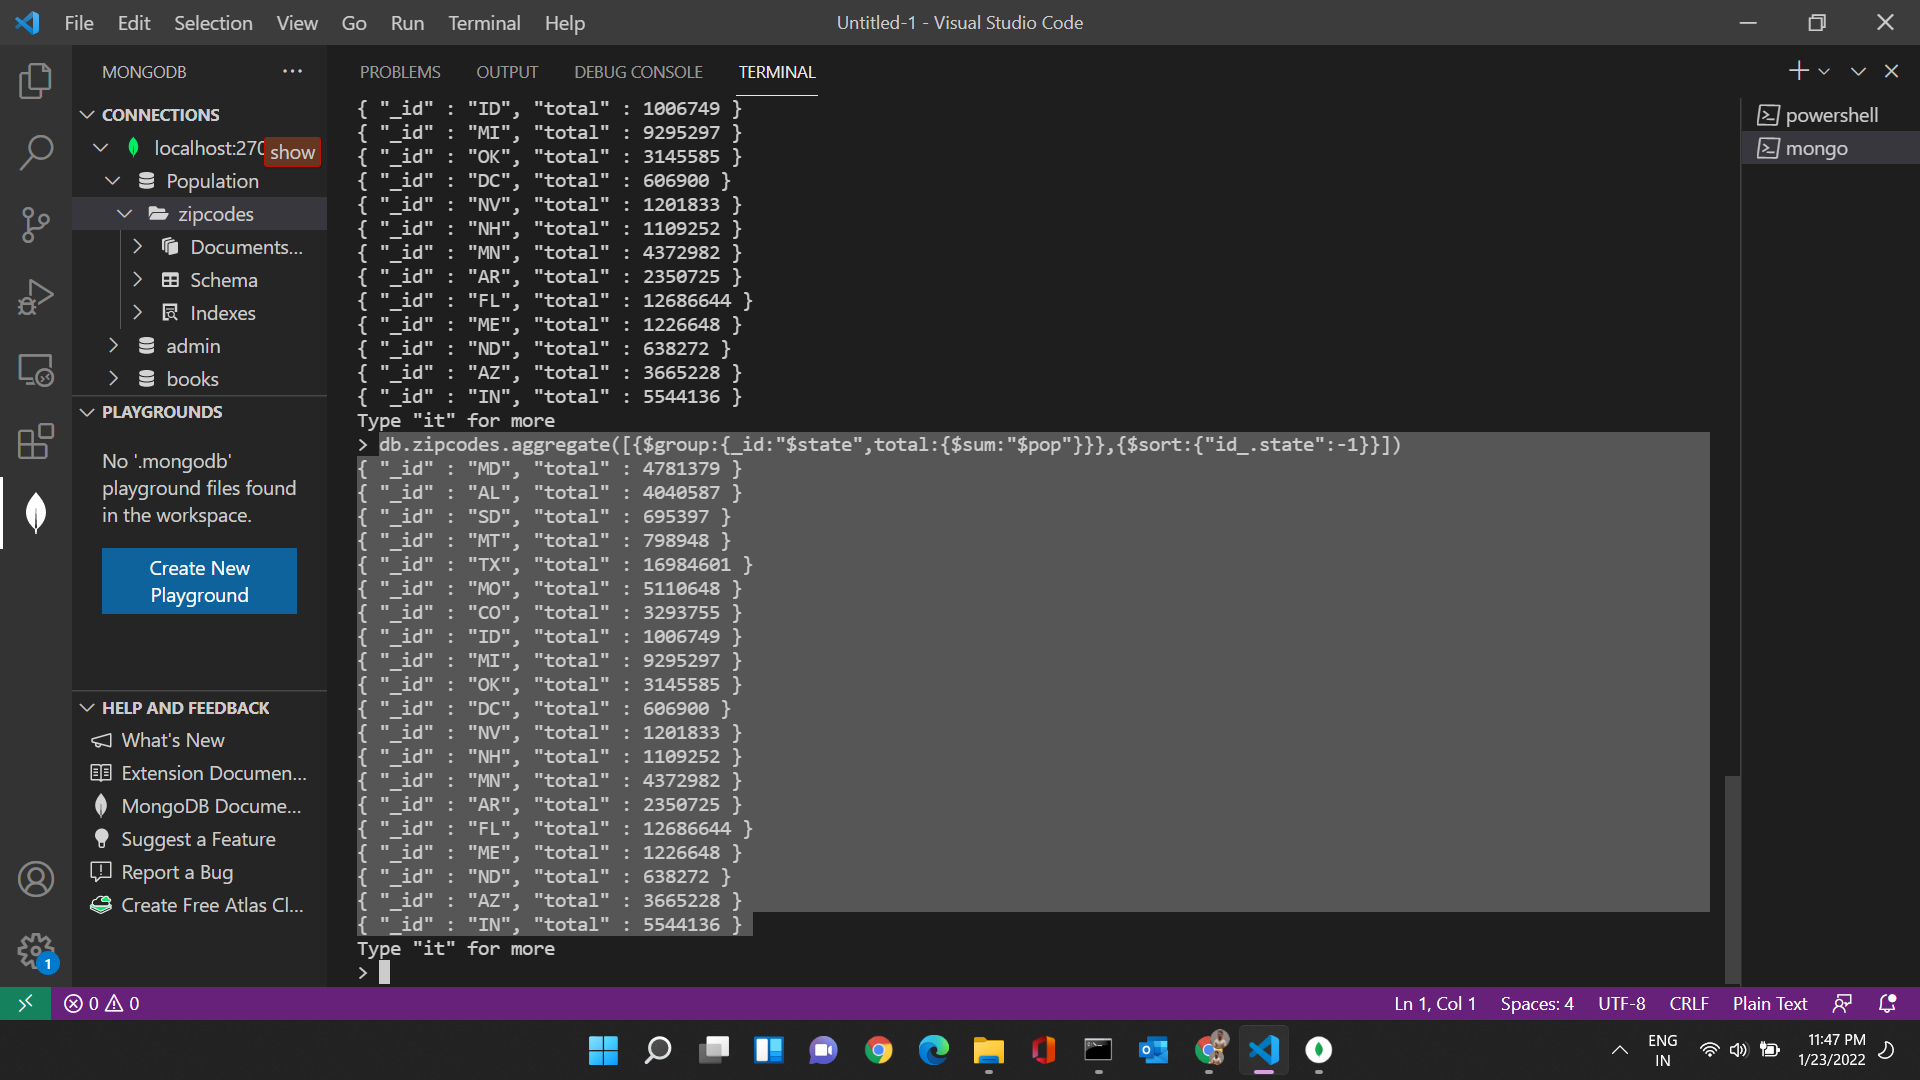 File Edit Selection View Go Run Terminal Help
Untitled-1 - Visual Studio Code
MONGODB
CONNECTIONS
localhost:270
show
Population
zipcodes
Documents...
Schema
Indexes
admin
books
PLAYGROUNDS
No '.mongodb'
playground files found
in the workspace.
Create New
Playground
HELP AND FEEDBACK
What's New
Extension Documen...
MongoDB Docume...
Suggest a Feature
Report a Bug
Create Free Atlas Cl...
1
PROBLEMS OUTPUT DEBUG CONSOLE TERMINAL
{ "_id" : "ID", "total" : 1006749 }
{ "_id" : "MI", "total" : 9295297 }
{ "_id" : "OK", "total" : 3145585 }
{ "_id" : "DC", "total" : 606900 }
{ "_id" : "NV", "total" : 1201833 }
{ "_id" : "NH", "total" : 1109252 }
{ "_id" : "MN", "total" : 4372982 }
{ "_id" : "AR", "total" : 2350725 }
{ "_id" : "FL", "total" : 12686644 }
{ "_id" : "ME", "total" : 1226648 }
{ "_id" : "ND", "total" : 638272 }
{ "_id" : "AZ", "total" : 3665228 }
{ "_id" : "IN", "total" : 5544136 }
Type "it" for more
> db.zipcodes.aggregate([{$group:{_id:"$state",total:{$sum:"$pop"}}},{$sort:{"id_.state":-1}}])
{ "_id" : "MD", "total" : 4781379 }
{ "_id" : "AL", "total" : 4040587 }
{ "_id" : "SD", "total" : 695397 }
{ "_id" : "MT", "total" : 798948 }
{ "_id" : "TX", "total" : 16984601 }
{ "_id" : "MO", "total" : 5110648 }
{ "_id" : "CO", "total" : 3293755 }
{ "_id" : "ID", "total" : 1006749 }
{ "_id" : "MI", "total" : 9295297 }
{ "_id" : "OK", "total" : 3145585 }
{ "_id" : "DC", "total" : 606900 }
{ "_id" : "NV", "total" : 1201833 }
{ "_id" : "NH", "total" : 1109252 }
{ "_id" : "MN", "total" : 4372982 }
{ "_id" : "AR", "total" : 2350725 }
{ "_id" : "FL", "total" : 12686644 }
{ "_id" : "ME", "total" : 1226648 }
{ "_id" : "ND", "total" : 638272 }
{ "_id" : "AZ", "total" : 3665228 }
{ "_id" : "IN", "total" : 5544136 }
Type "it" for more
>
powershell
mongo
0 0
Ln 1, Col 1 Spaces: 4 UTF-8 CRLF Plain Text
ENG
IN
11:47 PM
1/23/2022